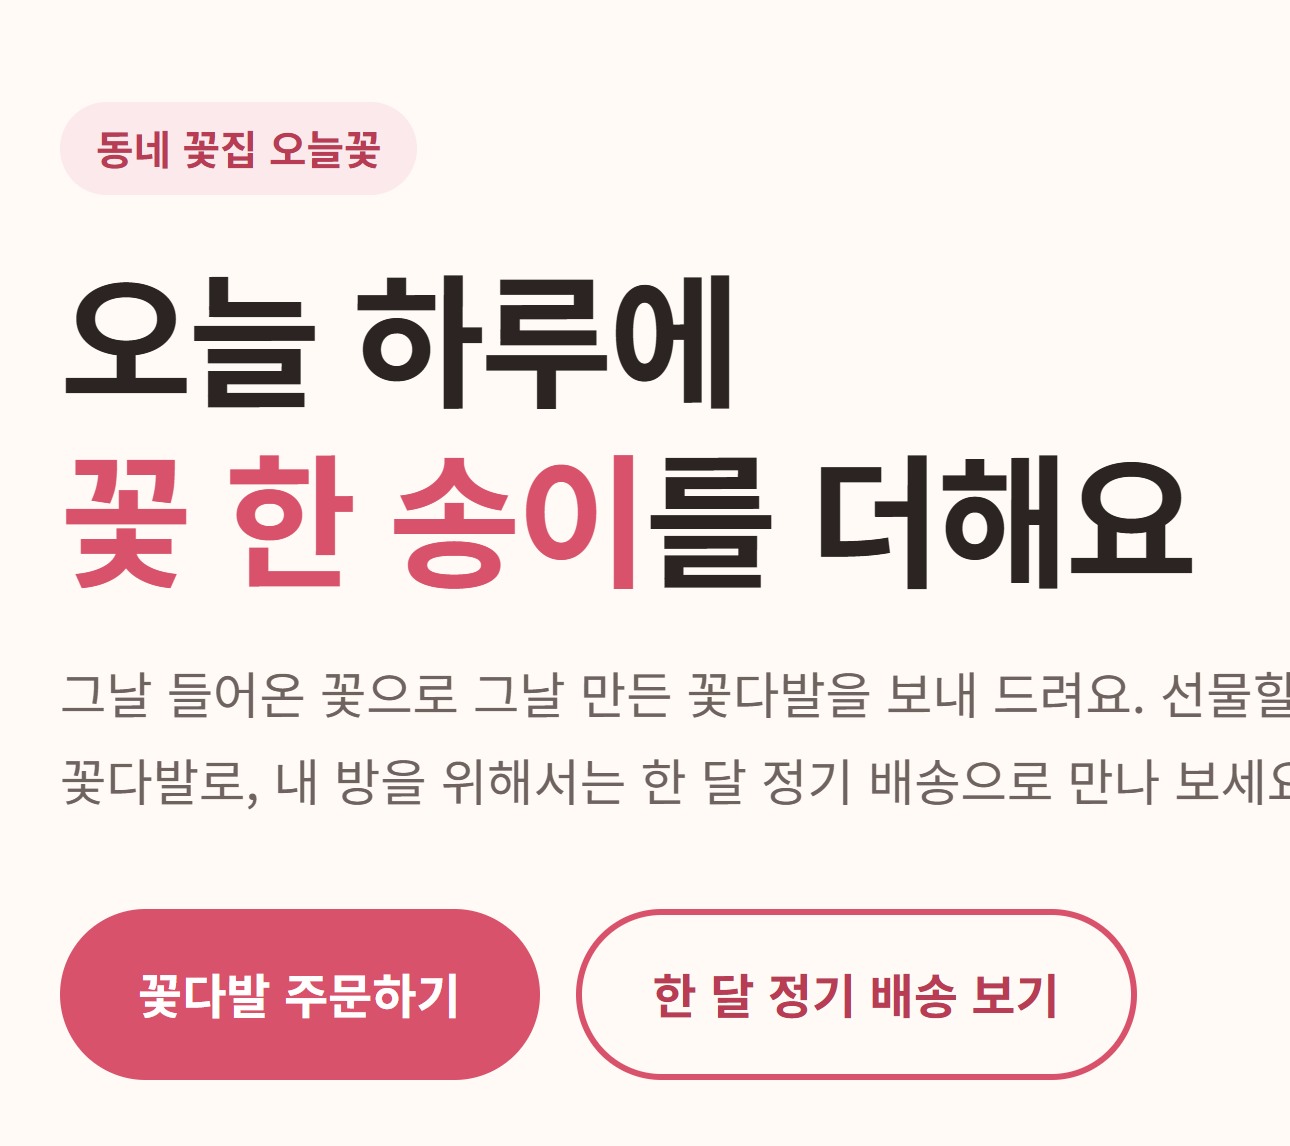 동네 꽃집 오늘꽃
오늘 하루에
꽃 한 송이를 더해요
그날 들어온 꽃으로 그날 만든 꽃다발을 보내 드려요. 선물할
꽃다발로, 내 방을 위해서는 한 달 정기 배송으로 만나 보세요
꽃다발 주문하기
한 달 정기 배송 보기